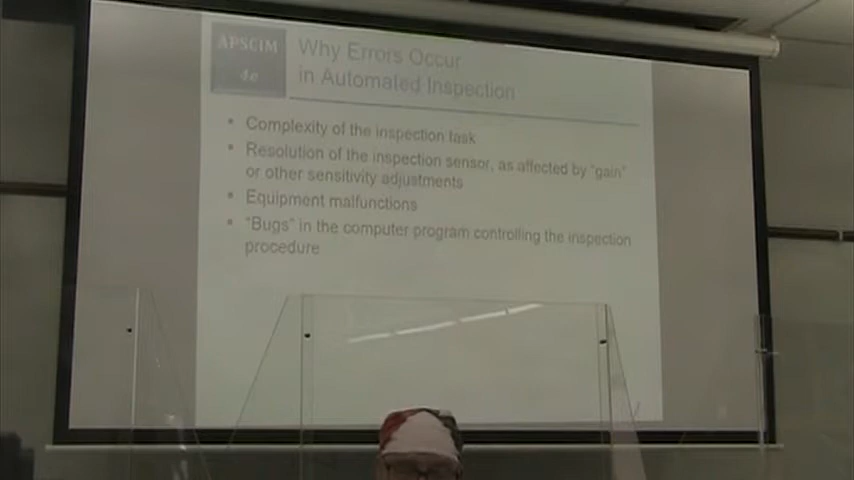 APSCIM
4e
Why Errors Occur
in Automated Inspection
• Complexity of the inspection task
• Resolution of the inspection sensor, as affected by "gain"
or other sensitivity adjustments
• Equipment malfunctions
• "Bugs" in the computer program controlling the inspection
procedure